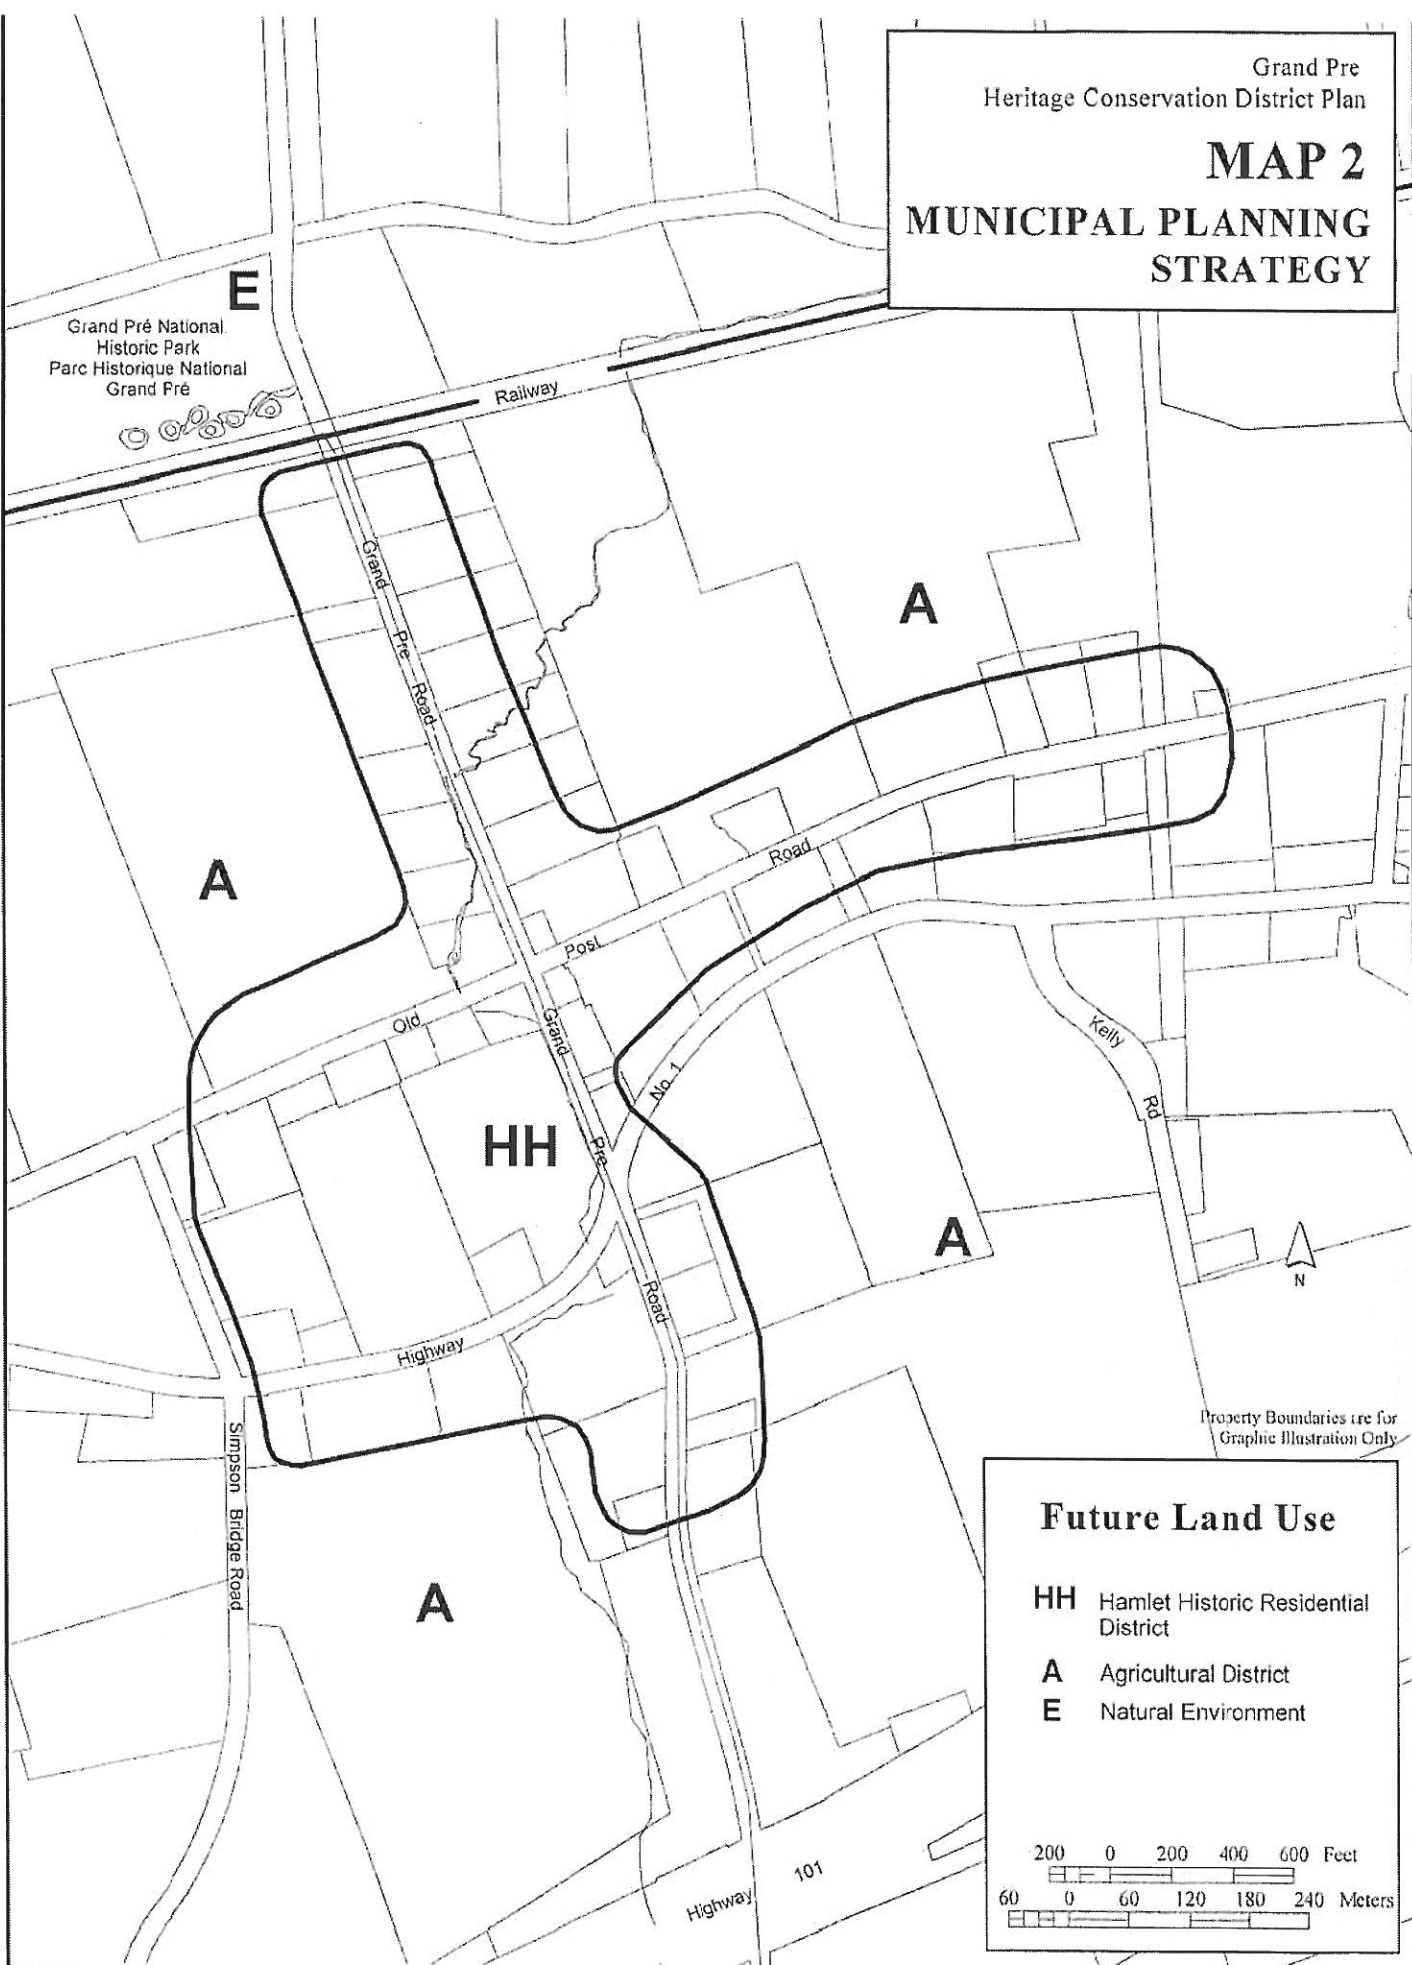 Grand Pre
Heritage Conservation District Plan
MAP 2
MUNICIPAL PLANNING
STRATEGY
E
Grand Pré National
Historic Park
Parc Historique National
Grand Pré
Railway
Grand
Pre
Road
A
A
Road
Post
Old
Grand
No. 1
Kelly
Rd
HH
Pre
A
N
Road
Highway
Simpson Bridge Road
Property Boundaries are for
Graphic Illustration Only
A
Future Land Use
HH Hamlet Historic Residential
District
A Agricultural District
E Natural Environment
200 0 200 400 600 Feet
60 0 60 120 180 240 Meters
Highway 101